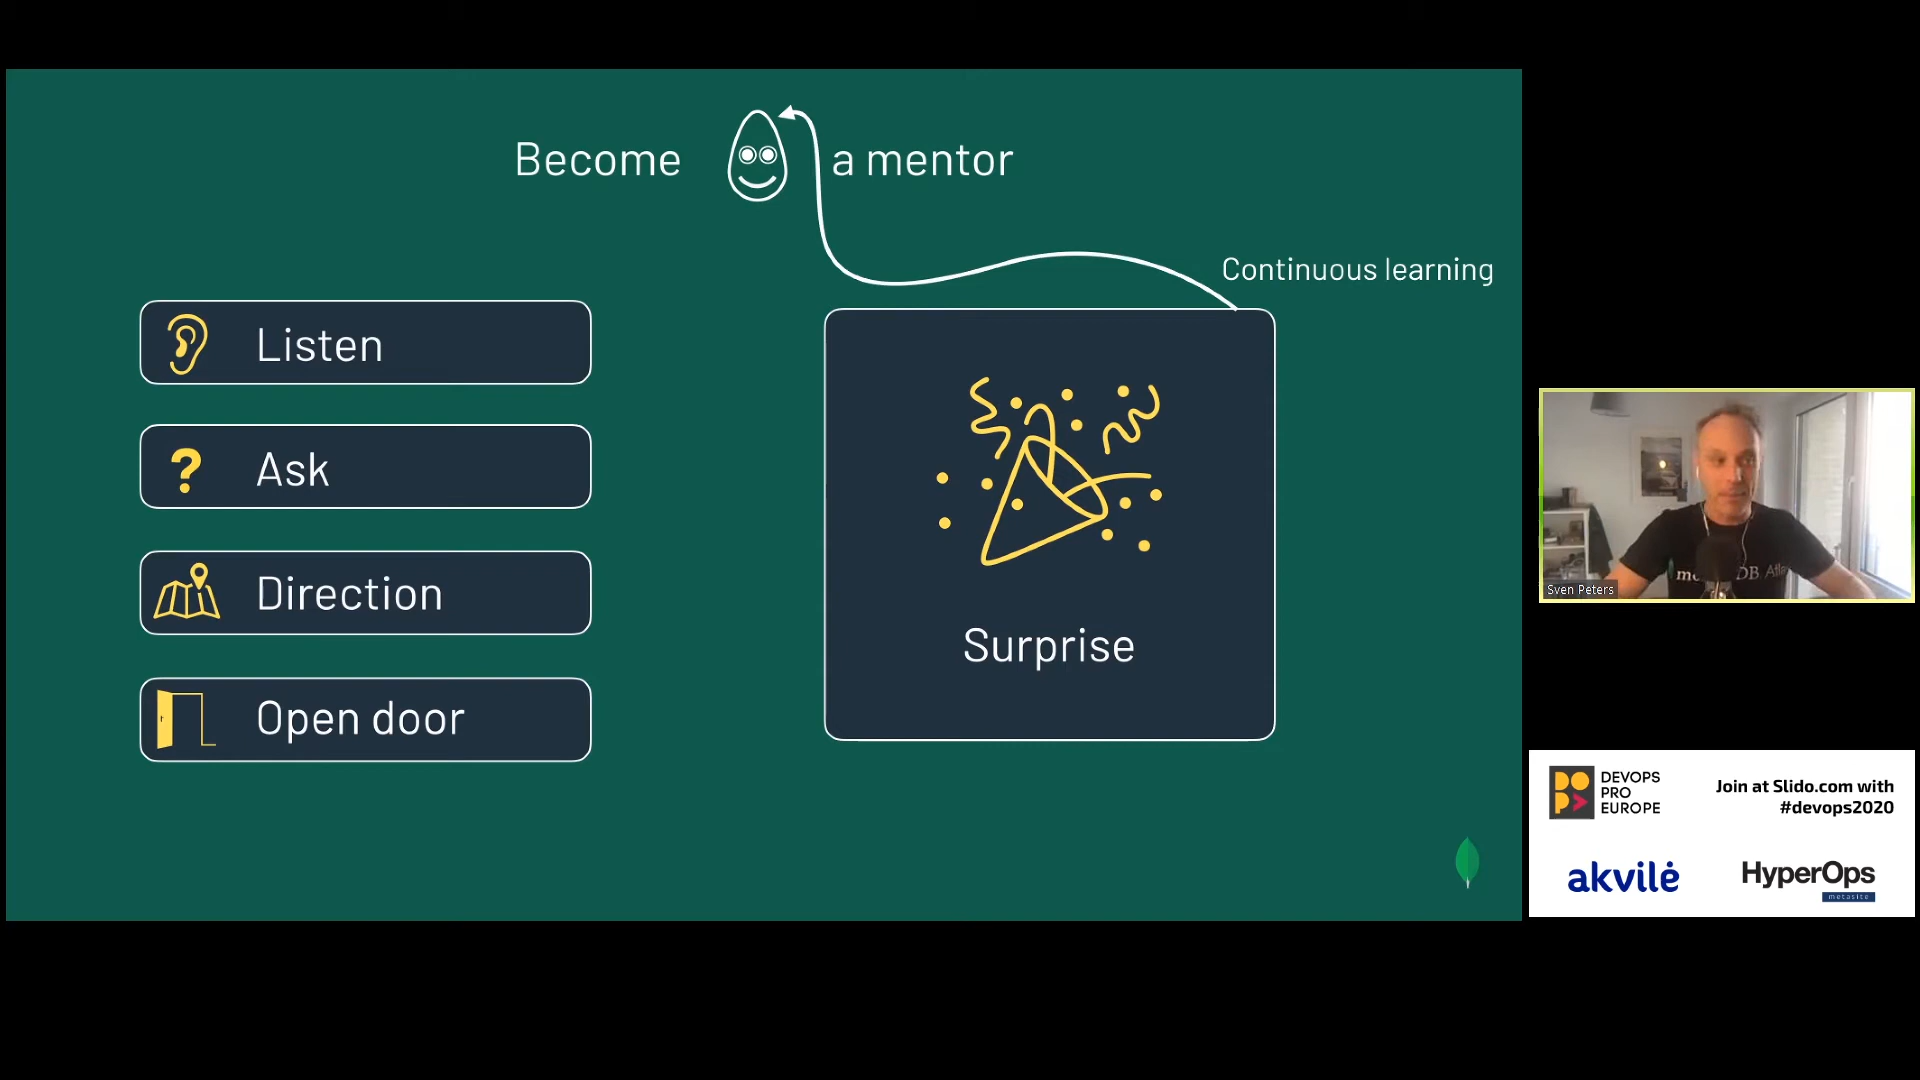 Become a mentor
Continuous learning
Listen
?
Ask
Direction
Open door
Surprise
Sven Peters
DEVOPS
PRO
EUROPE
Join at Slido.com with
#devops2020
akvilė
HyperOps
metasite